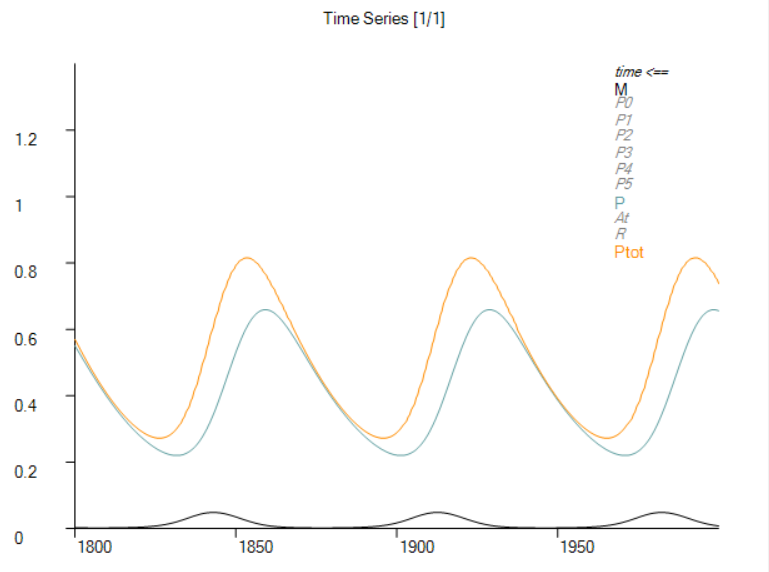 Time Series [1/1]
time <==
M
P0
P1
P2
P3
P4
P5
P
At
R
Ptot
1.2
1
0.8
0.6
0.4
0.2
0
1800
1850
1900
1950